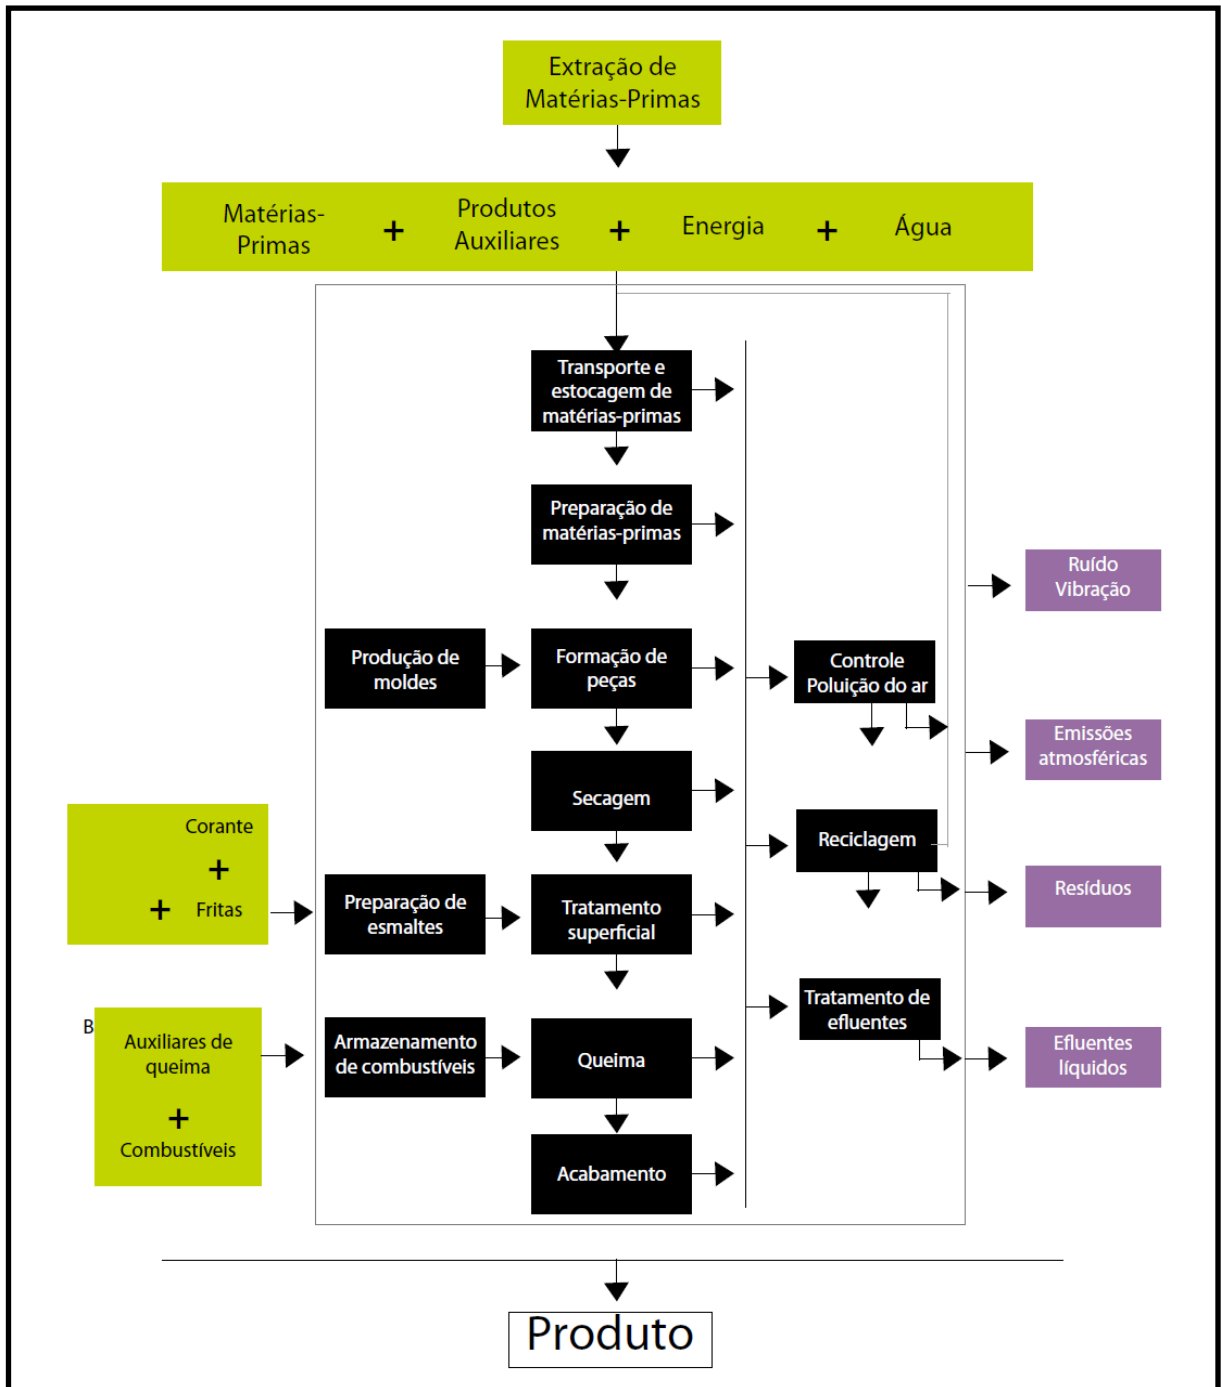 Extração de
Matérias-Primas
Matérias-
Primas
+
Produtos
Auxiliares
+
Energia
+
Água
Transporte e
estocagem de
matérias-primas
Preparação de
matérias-primas
Ruído
Vibração
Produção de
moldes
Formação de
peças
Controle
Poluição do ar
Emissões
atmosféricas
Secagem
Corante
+
+ Fritas
Reciclagem
Resíduos
Preparação de
esmaltes
Tratamento
superficial
Tratamento de
efluentes
B
Auxiliares de
queima
+
Combustíveis
Armazenamento
de combustíveis
Queima
Efluentes
líquidos
Acabamento
Produto